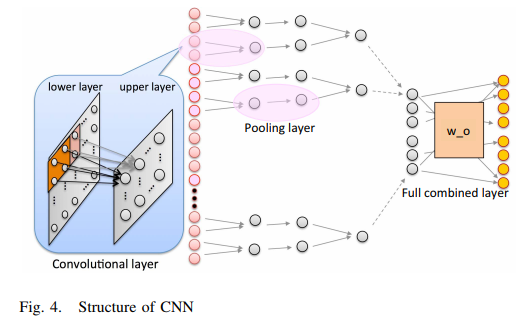 lower layer upper layer
Pooling layer
w_o
Full combined layer
Convolutional layer
Fig. 4. Structure of CNN